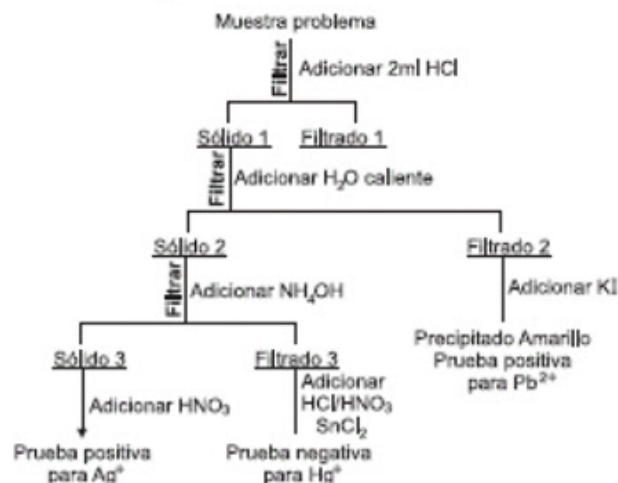 Muestra problema
Filtrar
Adicionar 2ml HCl
Sólido 1
Filtrado 1
Filtrar
Adicionar H₂O caliente
Sólido 2
Filtrado 2
Filtrar
Adicionar NH₄OH
Adicionar KI
Sólido 3
Filtrado 3
Precipitado Amarillo
Prueba positiva
para Pb²⁺
Adicionar HNO₃
Adicionar
HCl/HNO₃
SnCl₂
Prueba positiva
para Ag⁺
Prueba negativa
para Hg⁺